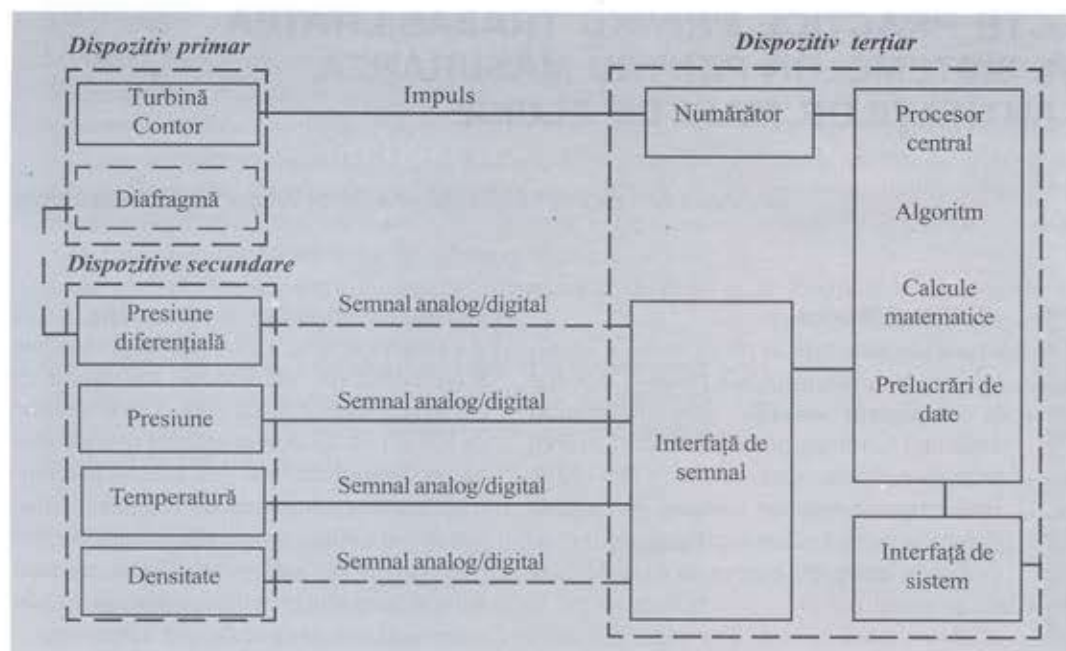 Dispozitiv primar
Turbină
Contor
Diafragmă
Impuls
Dispozitiv terțiar
Numărător
Procesor
central
Algoritm
Calcule
matematice
Prelucrări de
date
Dispozitive secundare
Presiune
diferențială
Semnal analog/digital
Presiune
Semnal analog/digital
Temperatură
Semnal analog/digital
Densitate
Semnal analog/digital
Interfață de
semnal
Interfață de
sistem